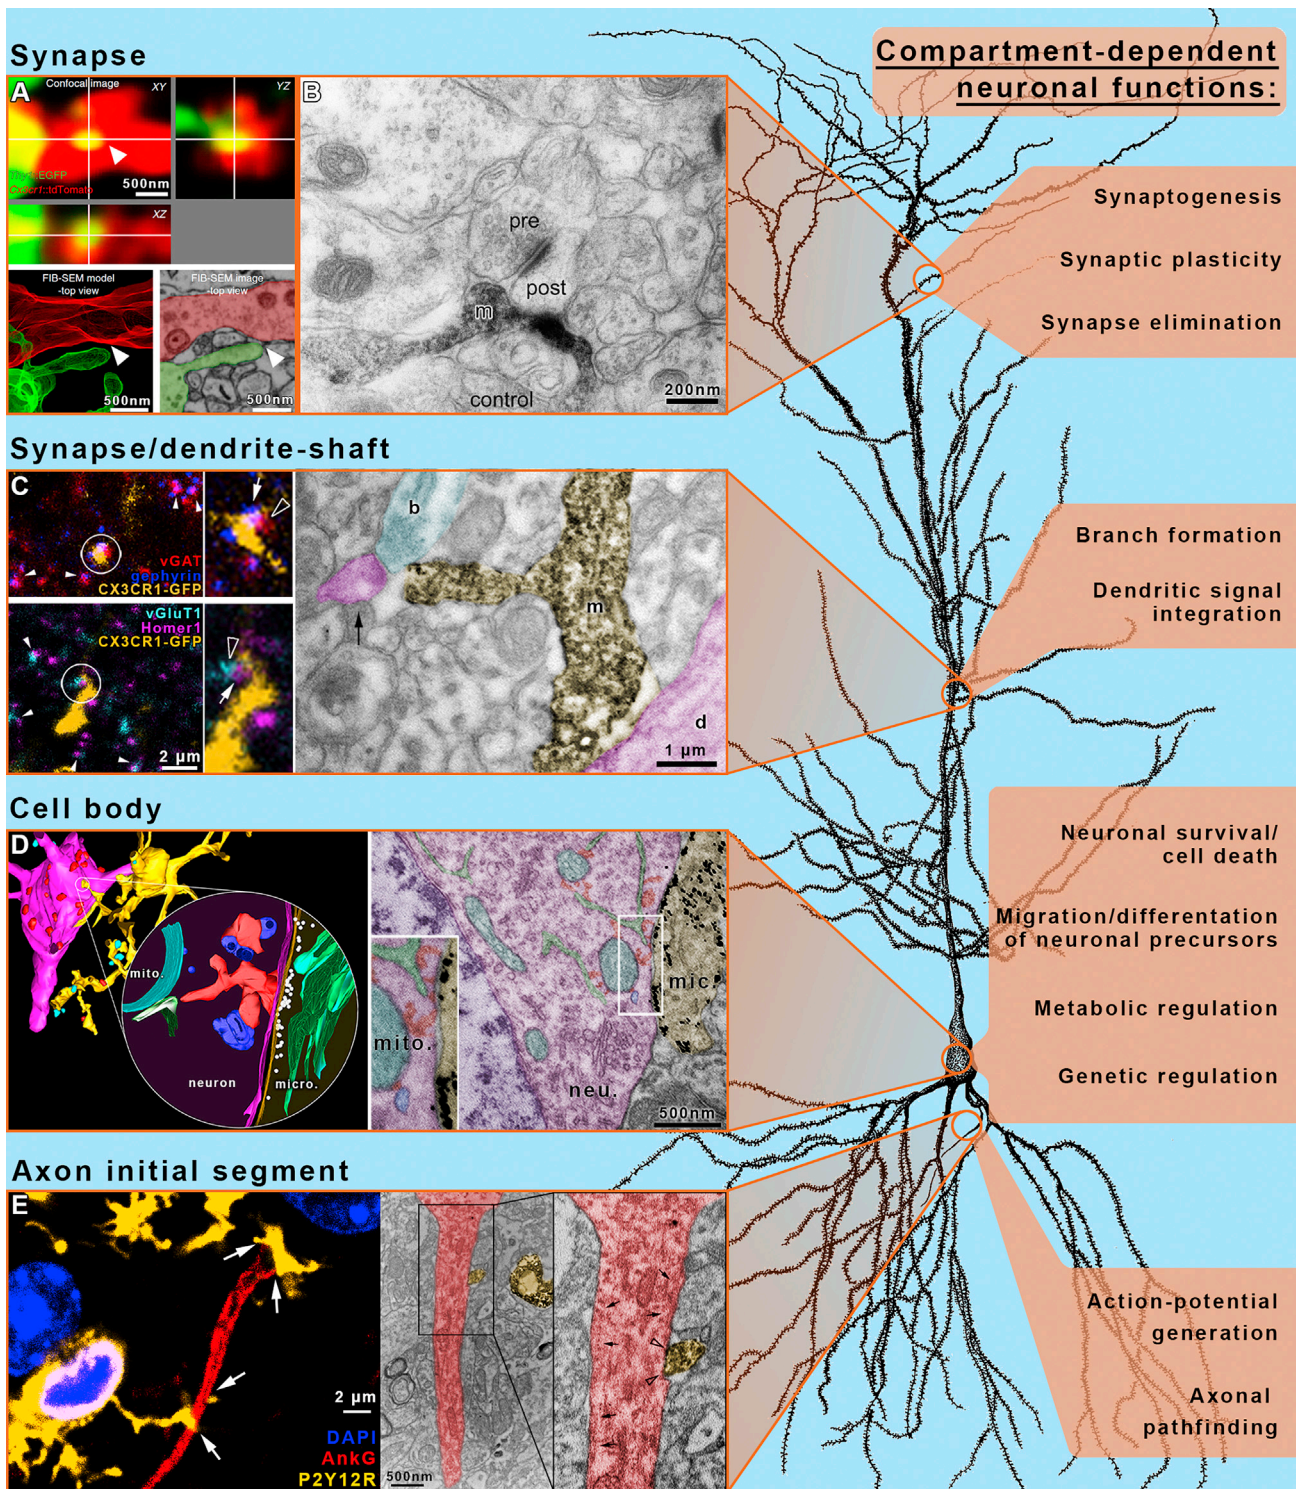 Compartment-dependent
neuronal functions:
Synapse
A
Confocal image
XY
YZ
Thy1::EGFP
Cx3cr1::tdTomato
500nm
XZ
FIB-SEM model
-top view
500nm
FIB-SEM image
-top view
500nm
B
pre
post
m
control
200nm
Synaptogenesis
Synaptic plasticity
Synapse elimination
Synapse/dendrite-shaft
C
vGAT
gephyrin
CX3CR1-GFP
vGluT1
Homer1
CX3CR1-GFP
2 µm
b
m
d
1 µm
Branch formation
Dendritic signal
integration
Cell body
D
mito.
neuron
micro.
mito.
neu.
mic.
500nm
Neuronal survival/
cell death
Migration/differentation
of neuronal precursors
Metabolic regulation
Genetic regulation
Axon initial segment
E
2 µm
DAPI
AnkG
P2Y12R
500nm
Action-potential
generation
Axonal
pathfinding